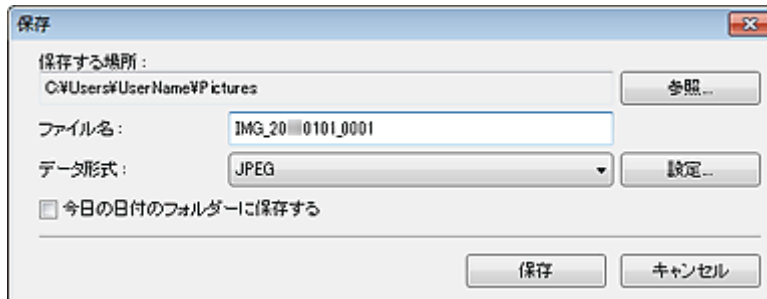 保存
保存する場所：
C:¥Users¥UserName¥Pictures
参照...
ファイル名：
IMG_20 0101_0001
データ形式：
JPEG
設定...
今日の日付のフォルダーに保存する
保存
キャンセル